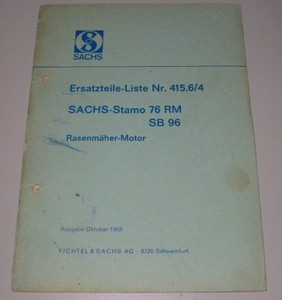 SACHS
Ersatzteile-Liste Nr. 415.6/4
SACHS-Stamo 76 RM
SB 96
Rasenmäher-Motor
Ausgabe Oktober 1968
FICHTEL & SACHS AG · 8720 Schweinfurt